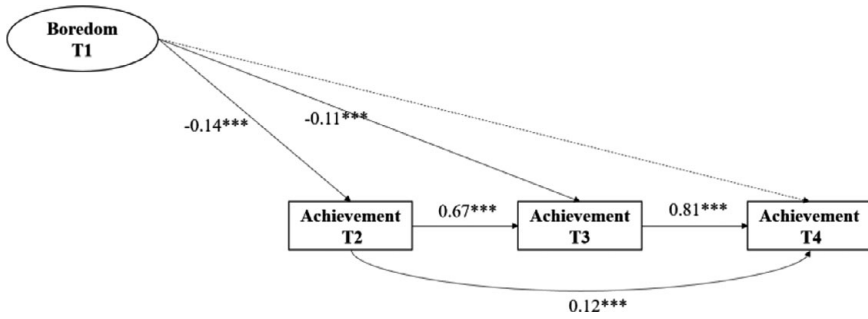 Boredom
T1
-0.14***
-0.11***
Achievement
T2
0.67***
Achievement
T3
0.81***
Achievement
T4
0.12***